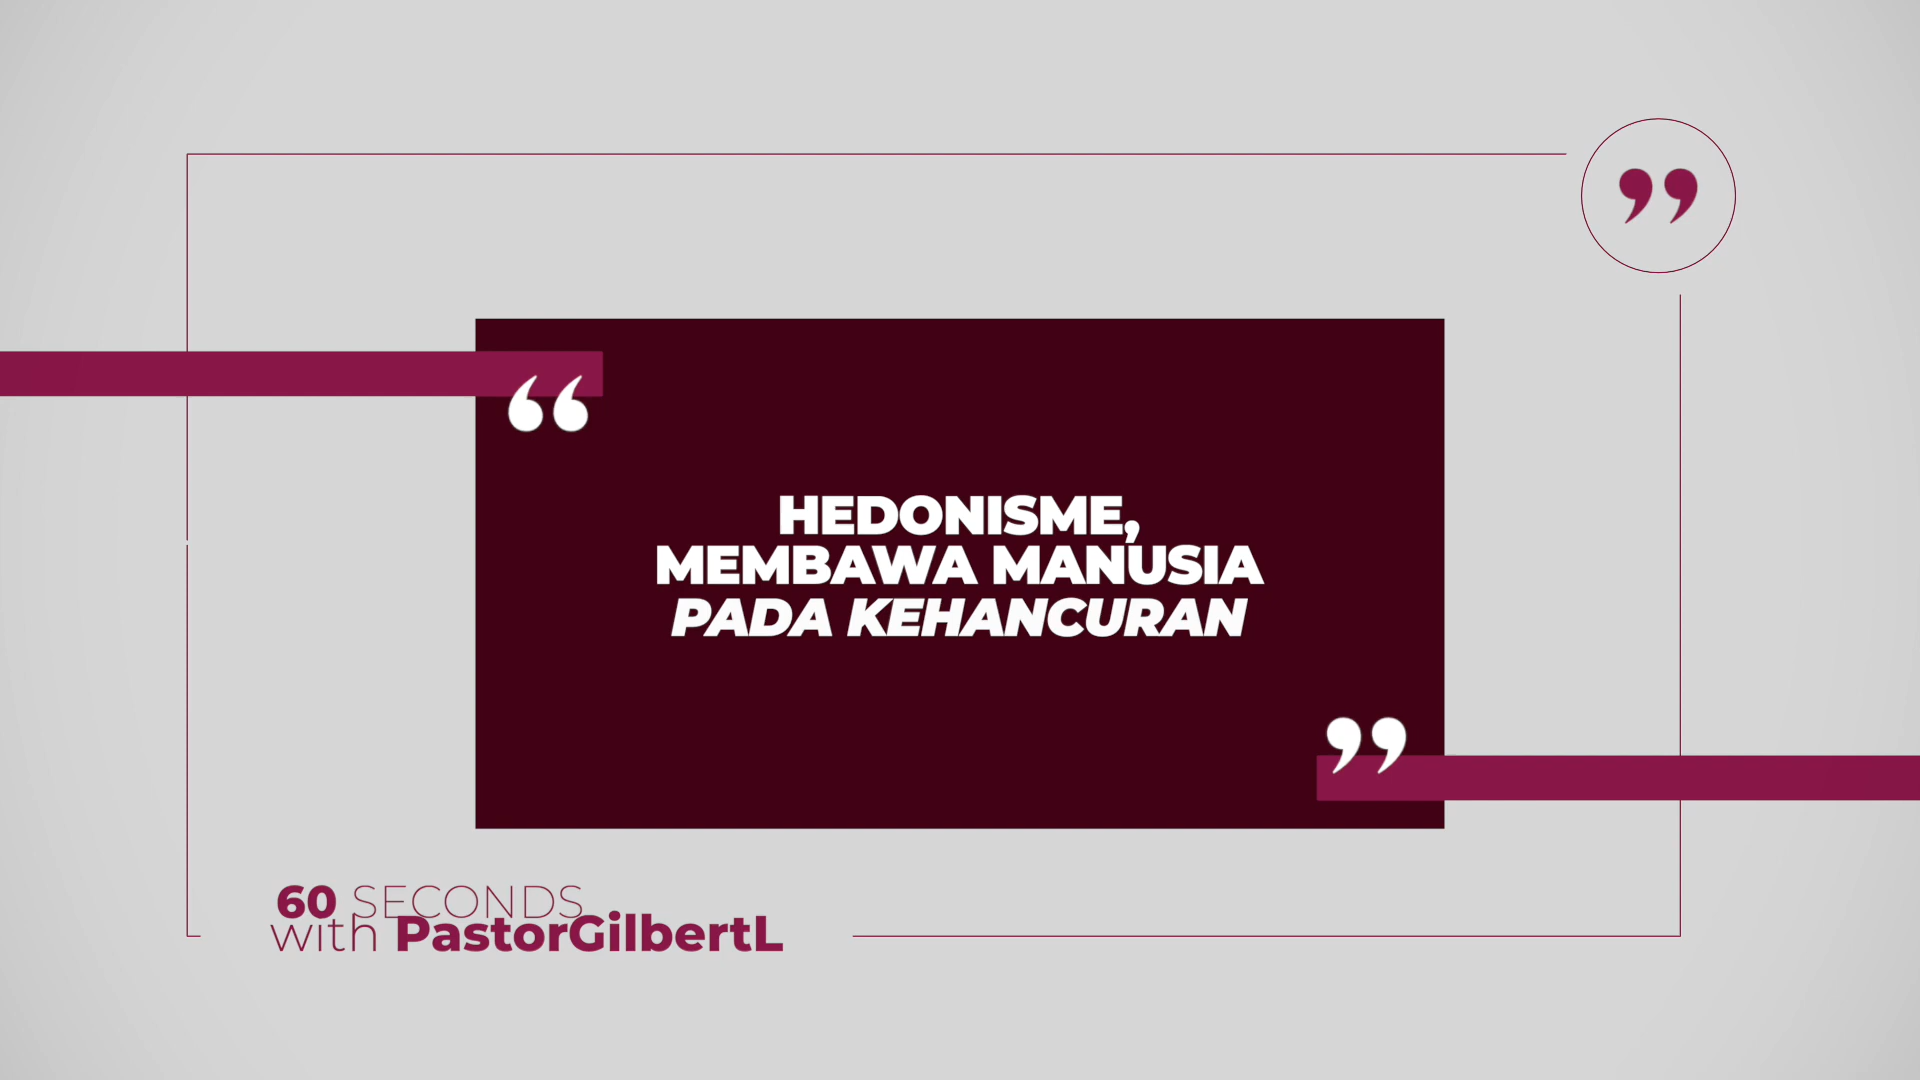 ”
“
HEDONISME,
MEMBAWA MANUSIA
PADA KEHANCURAN
”
60 SECONDS
with PastorGilbertL